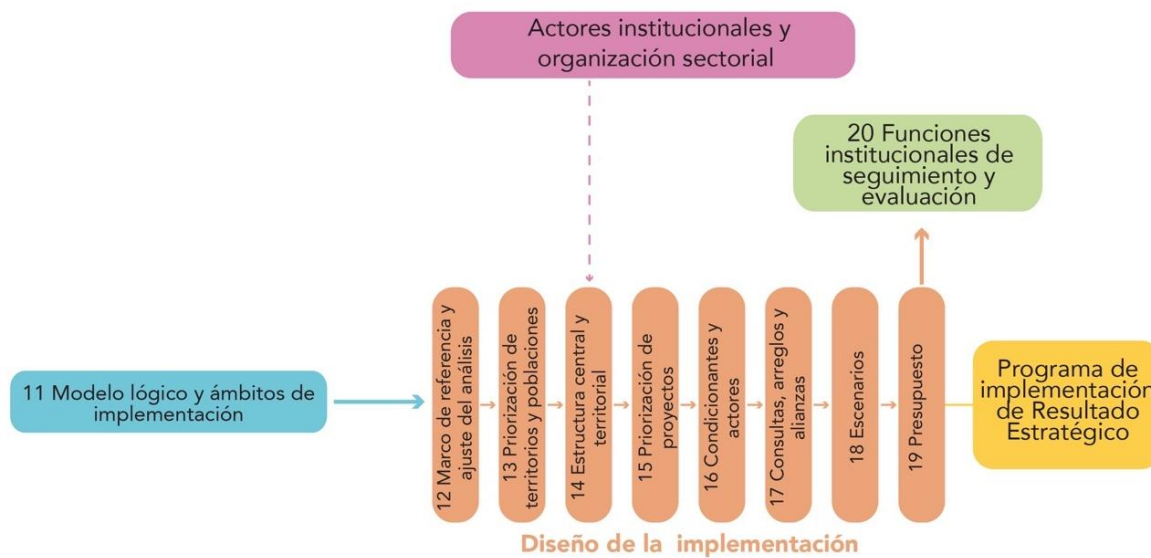 Actores institucionales y
organización sectorial
20 Funciones
institucionales de
seguimiento y
evaluación
11 Modelo lógico y ámbitos de
implementación
12 Marco de referencia y
ajuste del análisis
13 Priorización de
territorios y poblaciones
14 Estructura central y
territorial
15 Priorización de
proyectos
16 Condicionantes y
actores
17 Consultas, arreglos y
alianzas
18 Escenarios
19 Presupuesto
Programa de
implementación
de Resultado
Estratégico
Diseño de la implementación